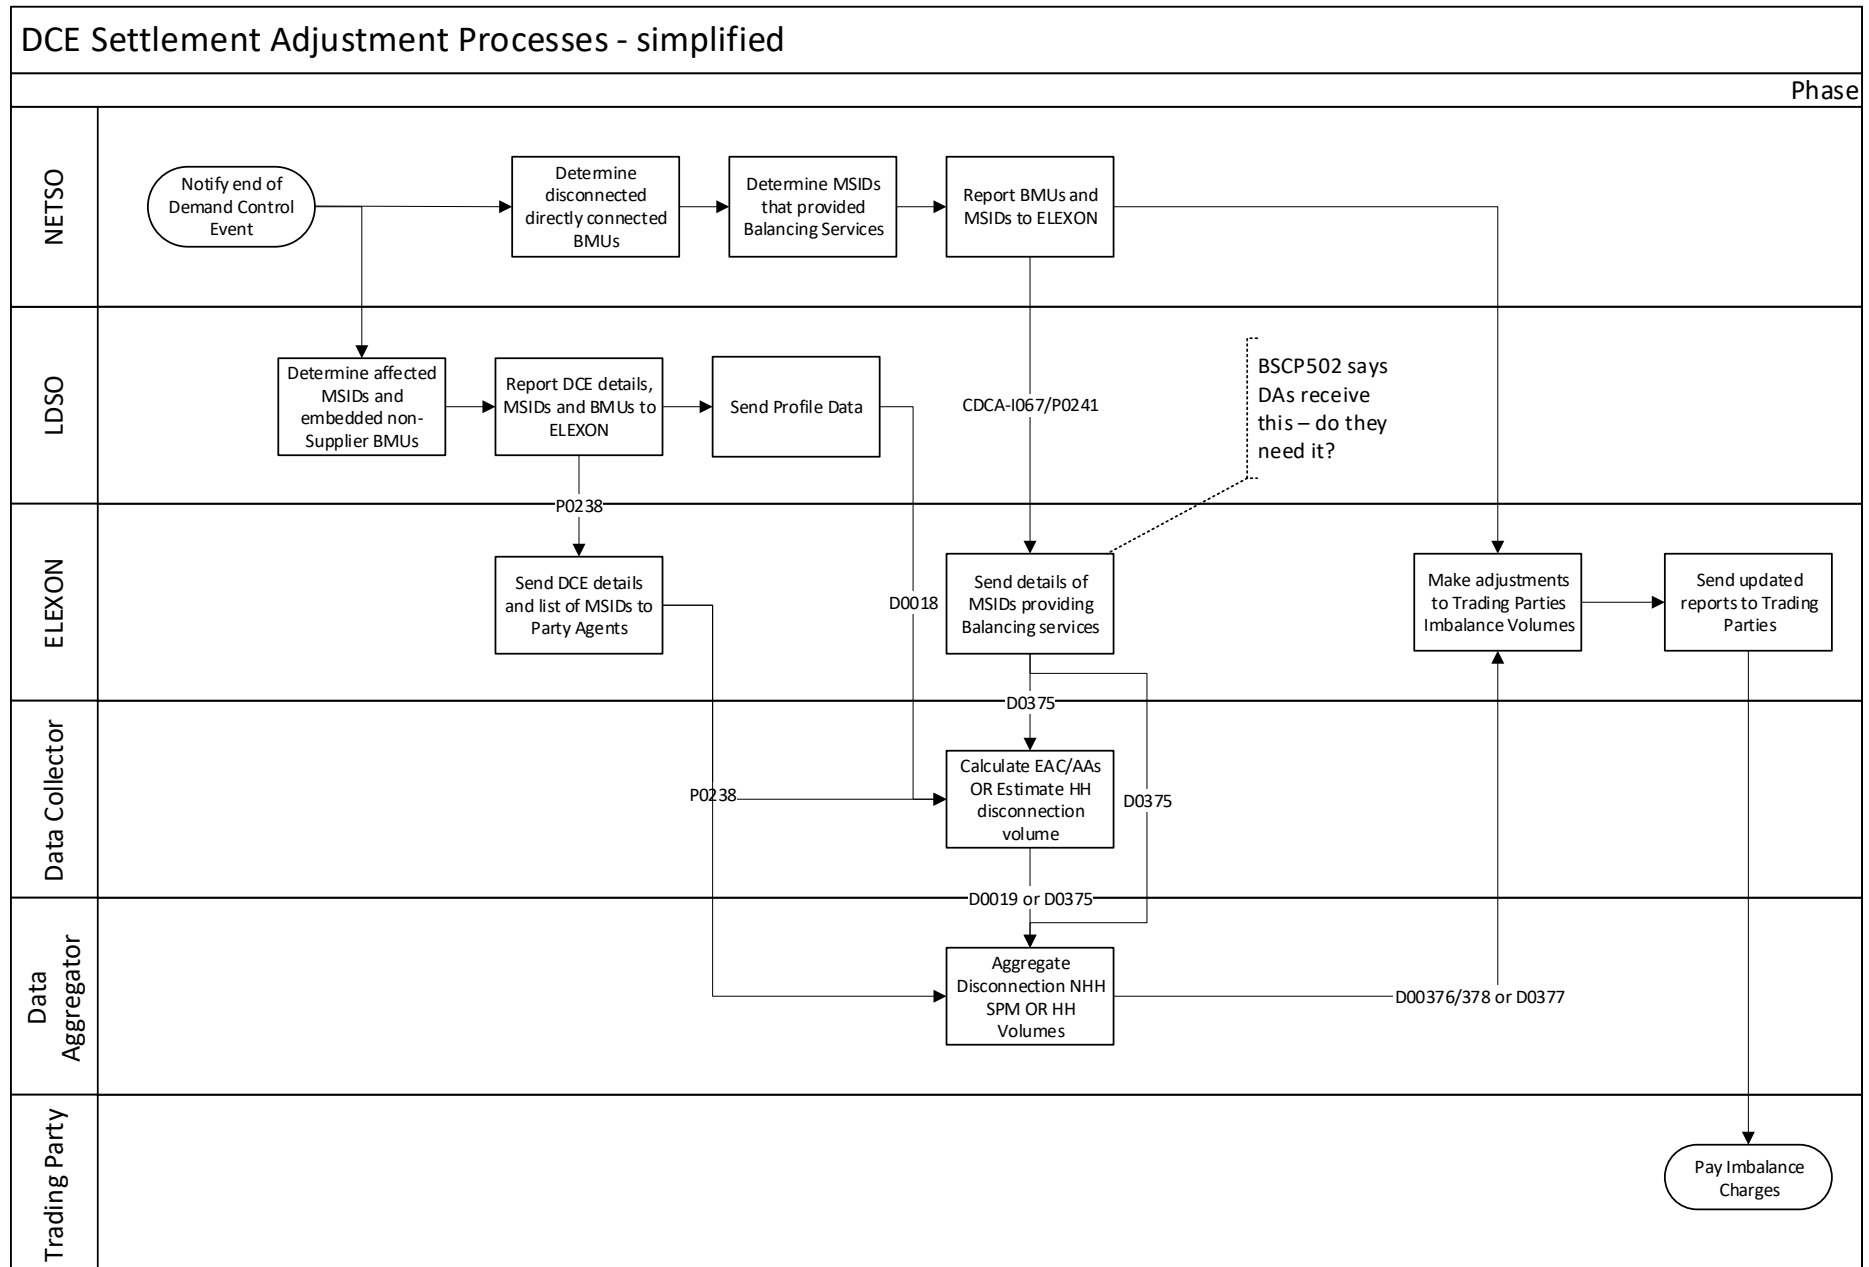 DCE Settlement Adjustment Processes - simplified
Phase
NETSO
Notify end of
Demand Control
Event
Determine
disconnected
directly connected
BMUs
Determine MSIDs
that provided
Balancing Services
Report BMUs and
MSIDs to ELEXON
LDSO
Determine affected
MSIDs and
embedded non-
Supplier BMUs
Report DCE details,
MSIDs and BMUs to
ELEXON
Send Profile Data
CDCA-I067/P0241
BSCP502 says
DAs receive
this – do they
need it?
P0238
ELEXON
Send DCE details
and list of MSIDs to
Party Agents
D0018
Send details of
MSIDs providing
Balancing services
Make adjustments
to Trading Parties
Imbalance Volumes
Send updated
reports to Trading
Parties
D0375
Data Collector
P0238
Calculate EAC/AAs
OR Estimate HH
disconnection
volume
D0375
D0019 or D0375
Data
Aggregator
Aggregate
Disconnection NHH
SPM OR HH
Volumes
D00376/378 or D0377
Trading Party
Pay Imbalance
Charges